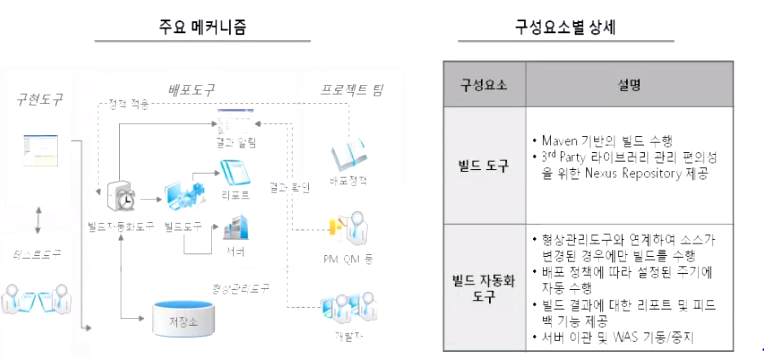 주요 메커니즘
구성요소별 상세
구현도구
배포도구
프로젝트 팀
정책 적용
결과 알림
배포정책
리포트
결과 확인
빌드자동화도구
빌드도구
서버
PM, QM 등
테스트도구
형상관리도구
저장소
개발자
구성요소
설명
빌드 도구
• Maven 기반의 빌드 수행
• 3rd Party 라이브러리 관리 편의성
을 위한 Nexus Repository 제공
빌드 자동화
도구
• 형상관리도구와 연계하여 소스가
변경된 경우에만 빌드를 수행
• 배포 정책에 따라 설정된 주기에
자동 수행
• 빌드 결과에 대한 리포트 및 피드
백 기능 제공
• 서버 이관 및 WAS 기동/중지